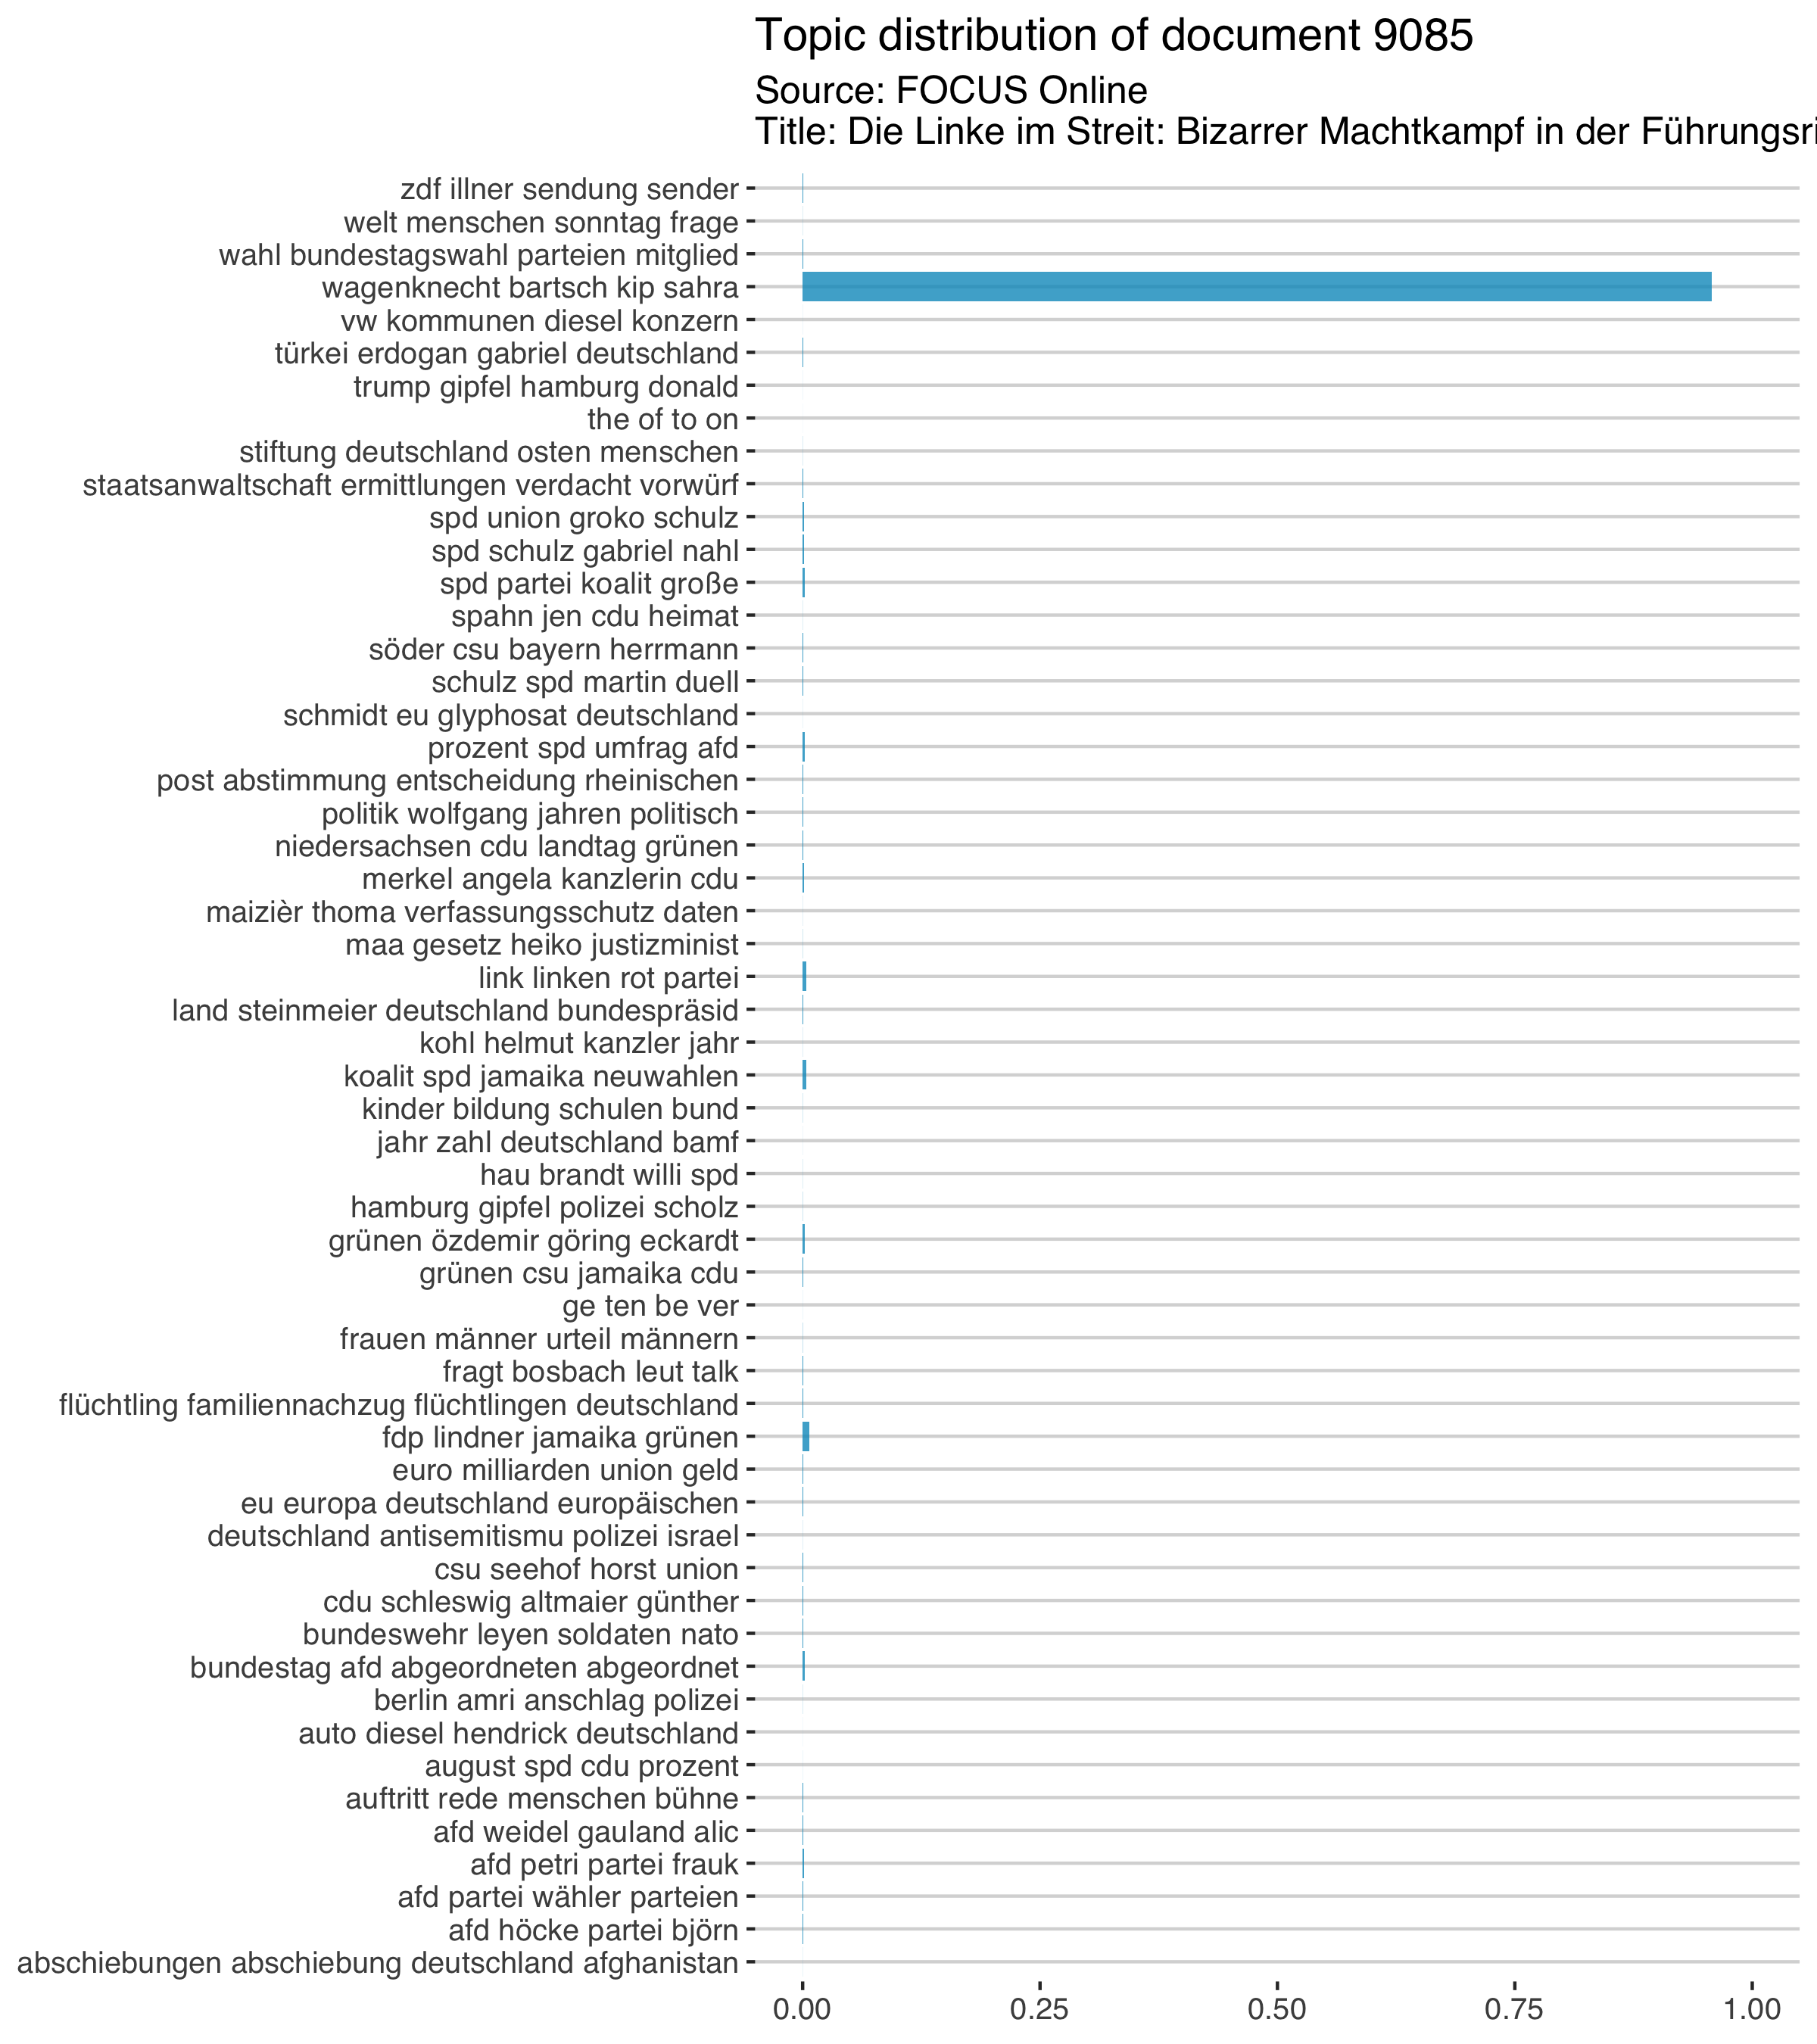 Topic distribution of document 9085
Source: FOCUS Online
Title: Die Linke im Streit: Bizarrer Machtkampf in der Führungsri
zdf illner sendung sender
welt menschen sonntag frage
wahl bundestagswahl parteien mitglied
wagenknecht bartsch kip sahra
vw kommunen diesel konzern
türkei erdogan gabriel deutschland
trump gipfel hamburg donald
the of to on
stiftung deutschland osten menschen
staatsanwaltschaft ermittlungen verdacht vorwürf
spd union groko schulz
spd schulz gabriel nahl
spd partei koalit große
spahn jen cdu heimat
söder csu bayern herrmann
schulz spd martin duell
schmidt eu glyphosat deutschland
prozent spd umfrag afd
post abstimmung entscheidung rheinischen
politik wolfgang jahren politisch
niedersachsen cdu landtag grünen
merkel angela kanzlerin cdu
maizièr thoma verfassungsschutz daten
maa gesetz heiko justizminist
link linken rot partei
land steinmeier deutschland bundespräsid
kohl helmut kanzler jahr
koalit spd jamaika neuwahlen
kinder bildung schulen bund
jahr zahl deutschland bamf
hau brandt willi spd
hamburg gipfel polizei scholz
grünen özdemir göring eckardt
grünen csu jamaika cdu
ge ten be ver
frauen männer urteil männern
fragt bosbach leut talk
flüchtling familiennachzug flüchtlingen deutschland
fdp lindner jamaika grünen
euro milliarden union geld
eu europa deutschland europäischen
deutschland antisemitismu polizei israel
csu seehof horst union
cdu schleswig altmaier günther
bundeswehr leyen soldaten nato
bundestag afd abgeordneten abgeordnet
berlin amri anschlag polizei
auto diesel hendrick deutschland
august spd cdu prozent
auftritt rede menschen bühne
afd weidel gauland alic
afd petri partei frauk
afd partei wähler parteien
afd höcke partei björn
abschiebungen abschiebung deutschland afghanistan
0.00 0.25 0.50 0.75 1.00